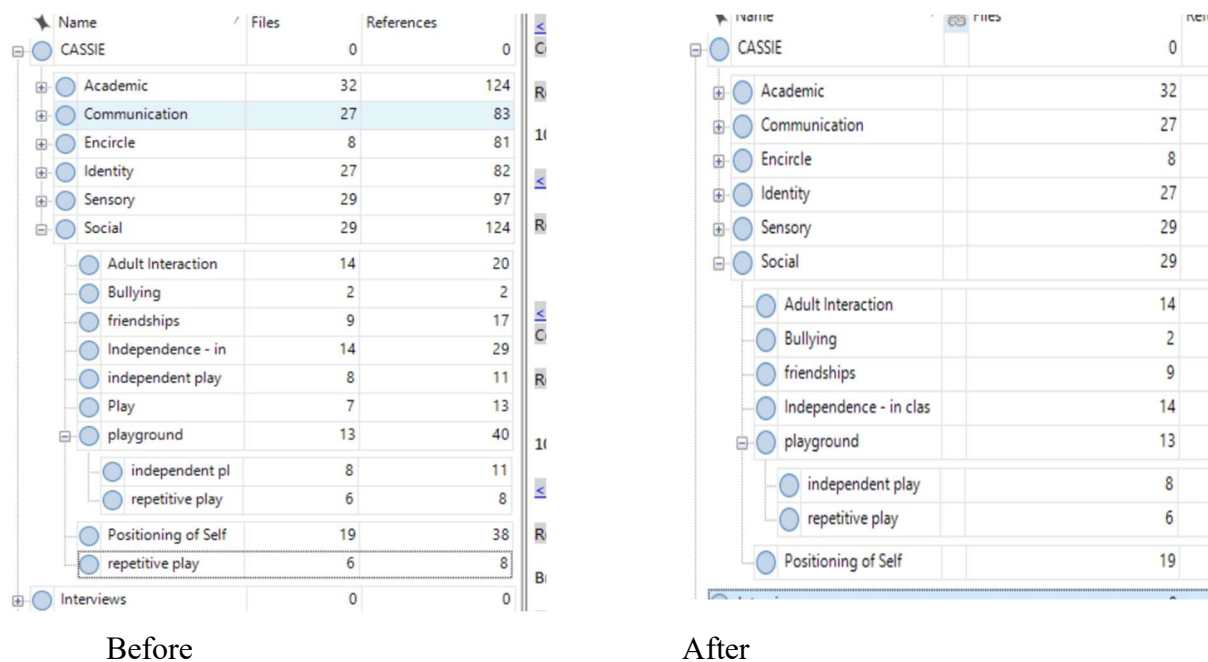 Name Files References
CASSIE 0 0
Academic 32 124
Communication 27 83
Encircle 8 81
Identity 27 82
Sensory 29 97
Social 29 124
Adult Interaction 14 20
Bullying 2 2
friendships 9 17
Independence - in 14 29
independent play 8 11
Play 7 13
playground 13 40
independent pl 8 11
repetitive play 6 8
Positioning of Self 19 38
repetitive play 6 8
Interviews 0 0
Before
Name Files
CASSIE 0
Academic 32
Communication 27
Encircle 8
Identity 27
Sensory 29
Social 29
Adult Interaction 14
Bullying 2
friendships 9
Independence - in clas 14
playground 13
independent play 8
repetitive play 6
Positioning of Self 19
After